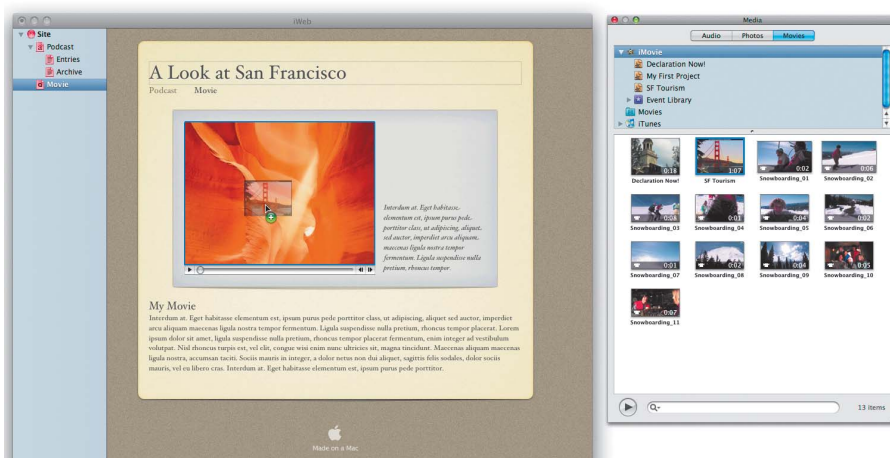 iWeb
Site
Podcast
Entries
Archive
Movie
A Look at San Francisco
Podcast Movie
Interdum at. Eget habitasse
elementum est, ipsum purus pede
porttitor class, ut adipiscing, aliquet
sed auctor, imperdiet arcu aliquam,
maecenas ligula nostra tempor
fermentum. Ligula suspendisse nulla
pretium, rhoncus tempor
My Movie
Interdum at. Eget habitasse elementum est, ipsum purus pede porttitor class, ut adipiscing, aliquet sed auctor, imperdiet
arcu aliquam maecenas ligula nostra tempor fermentum. Ligula suspendisse nulla pretium, rhoncus tempor placerat. Lorem
ipsum dolor sit amet, ligula suspendisse nulla pretium, rhoncus tempor placerat fermentum, enim integer ad vestibulum
volutpat. Nisl rhoncus turpis est, vel elit, congue wisi enim nunc ultricies sit, magna tincidunt. Maecenas aliquam maecenas
ligula nostra, accumsan taciti. Sociis mauris in integer, a dolor netus non dui aliquet, sagittis felis sodales, dolor sociis
mauris, vel eu libero cras. Interdum at. Eget habitasse elementum est, ipsum purus pede porttitor.
Made on a Mac
Media
Audio Photos Movies
iMovie
Declaration Now!
My First Project
SF Tourism
Event Library
Movies
iTunes
0:18 1:07 0:02 0:06
Declaration Now! SF Tourism Snowboarding_01 Snowboarding_02
0:08 0:01 0:04 0:02
Snowboarding_03 Snowboarding_04 Snowboarding_05 Snowboarding_06
0:01 0:02 0:04 0:05
Snowboarding_07 Snowboarding_08 Snowboarding_09 Snowboarding_10
0:07
Snowboarding_11
13 items